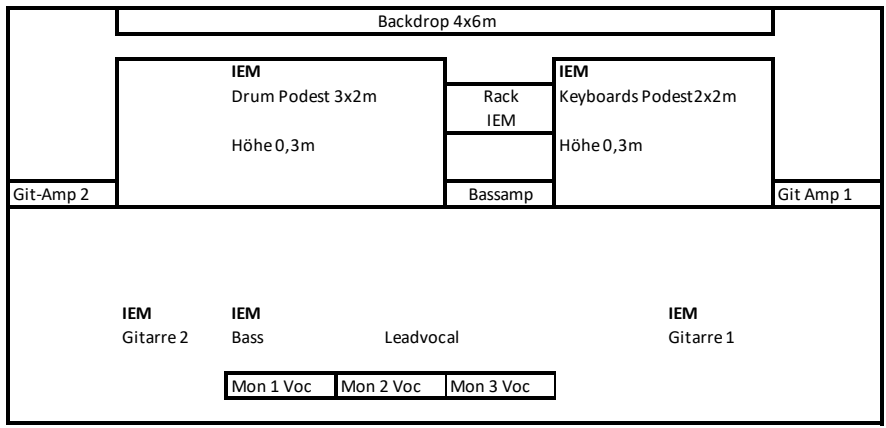 Backdrop 4x6m
IEM IEM
Drum Podest 3x2m Rack Keyboards Podest2x2m
IEM
Höhe 0,3m Höhe 0,3m
Git-Amp 2 Bassamp Git Amp 1
IEM IEM IEM
Gitarre 2 Bass Leadvocal Gitarre 1
Mon 1 Voc Mon 2 Voc Mon 3 Voc